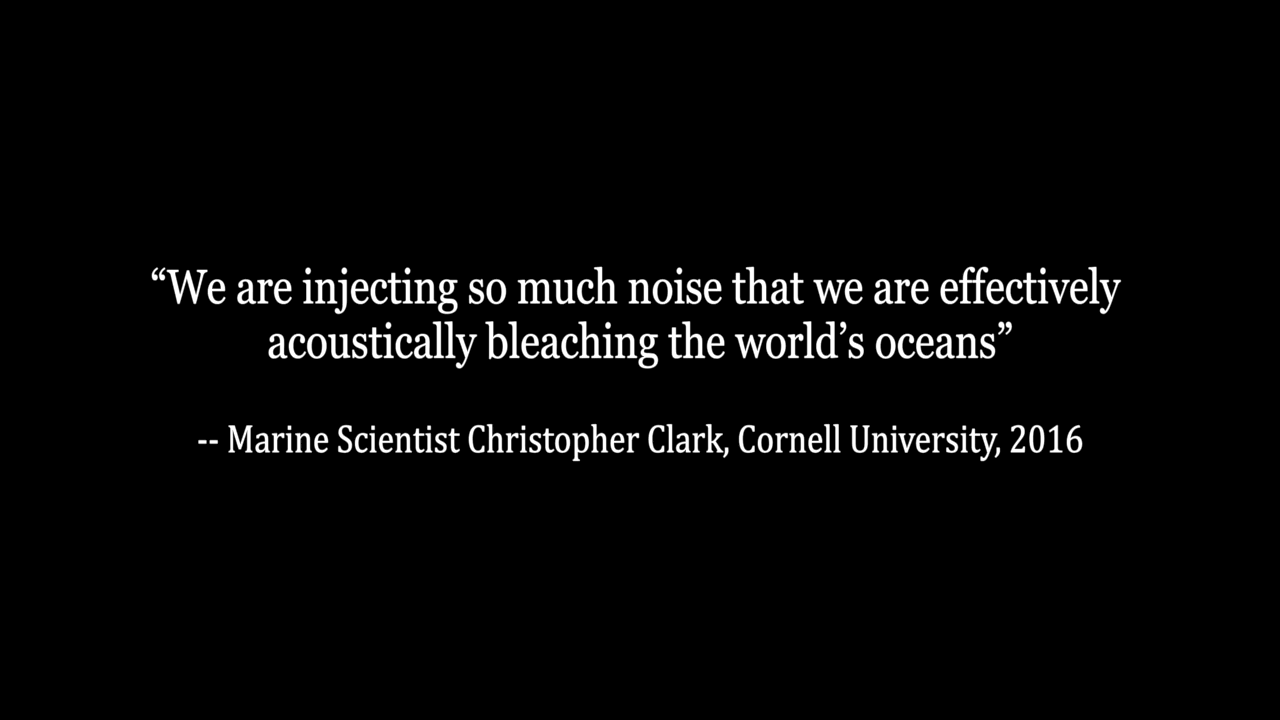 “We are injecting so much noise that we are effectively
acoustically bleaching the world’s oceans”
-- Marine Scientist Christopher Clark, Cornell University, 2016